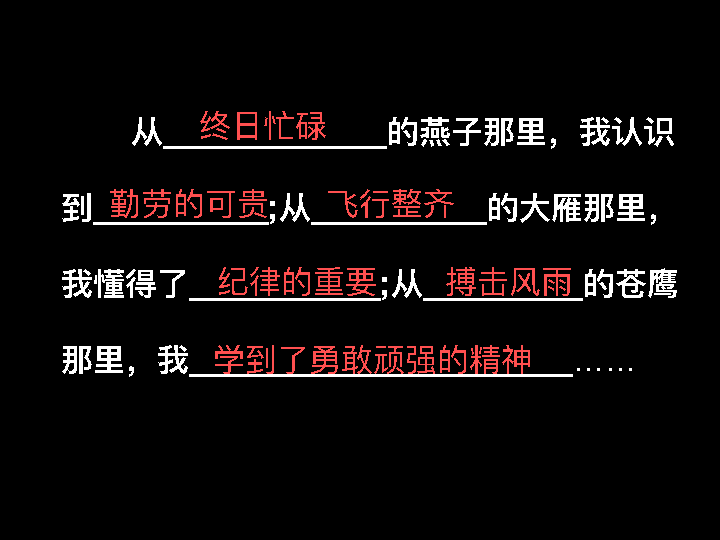 从终日忙碌的燕子那里，我认识
到勤劳的可贵;从飞行整齐的大雁那里，
我懂得了纪律的重要;从搏击风雨的苍鹰
那里，我学到了勇敢顽强的精神……